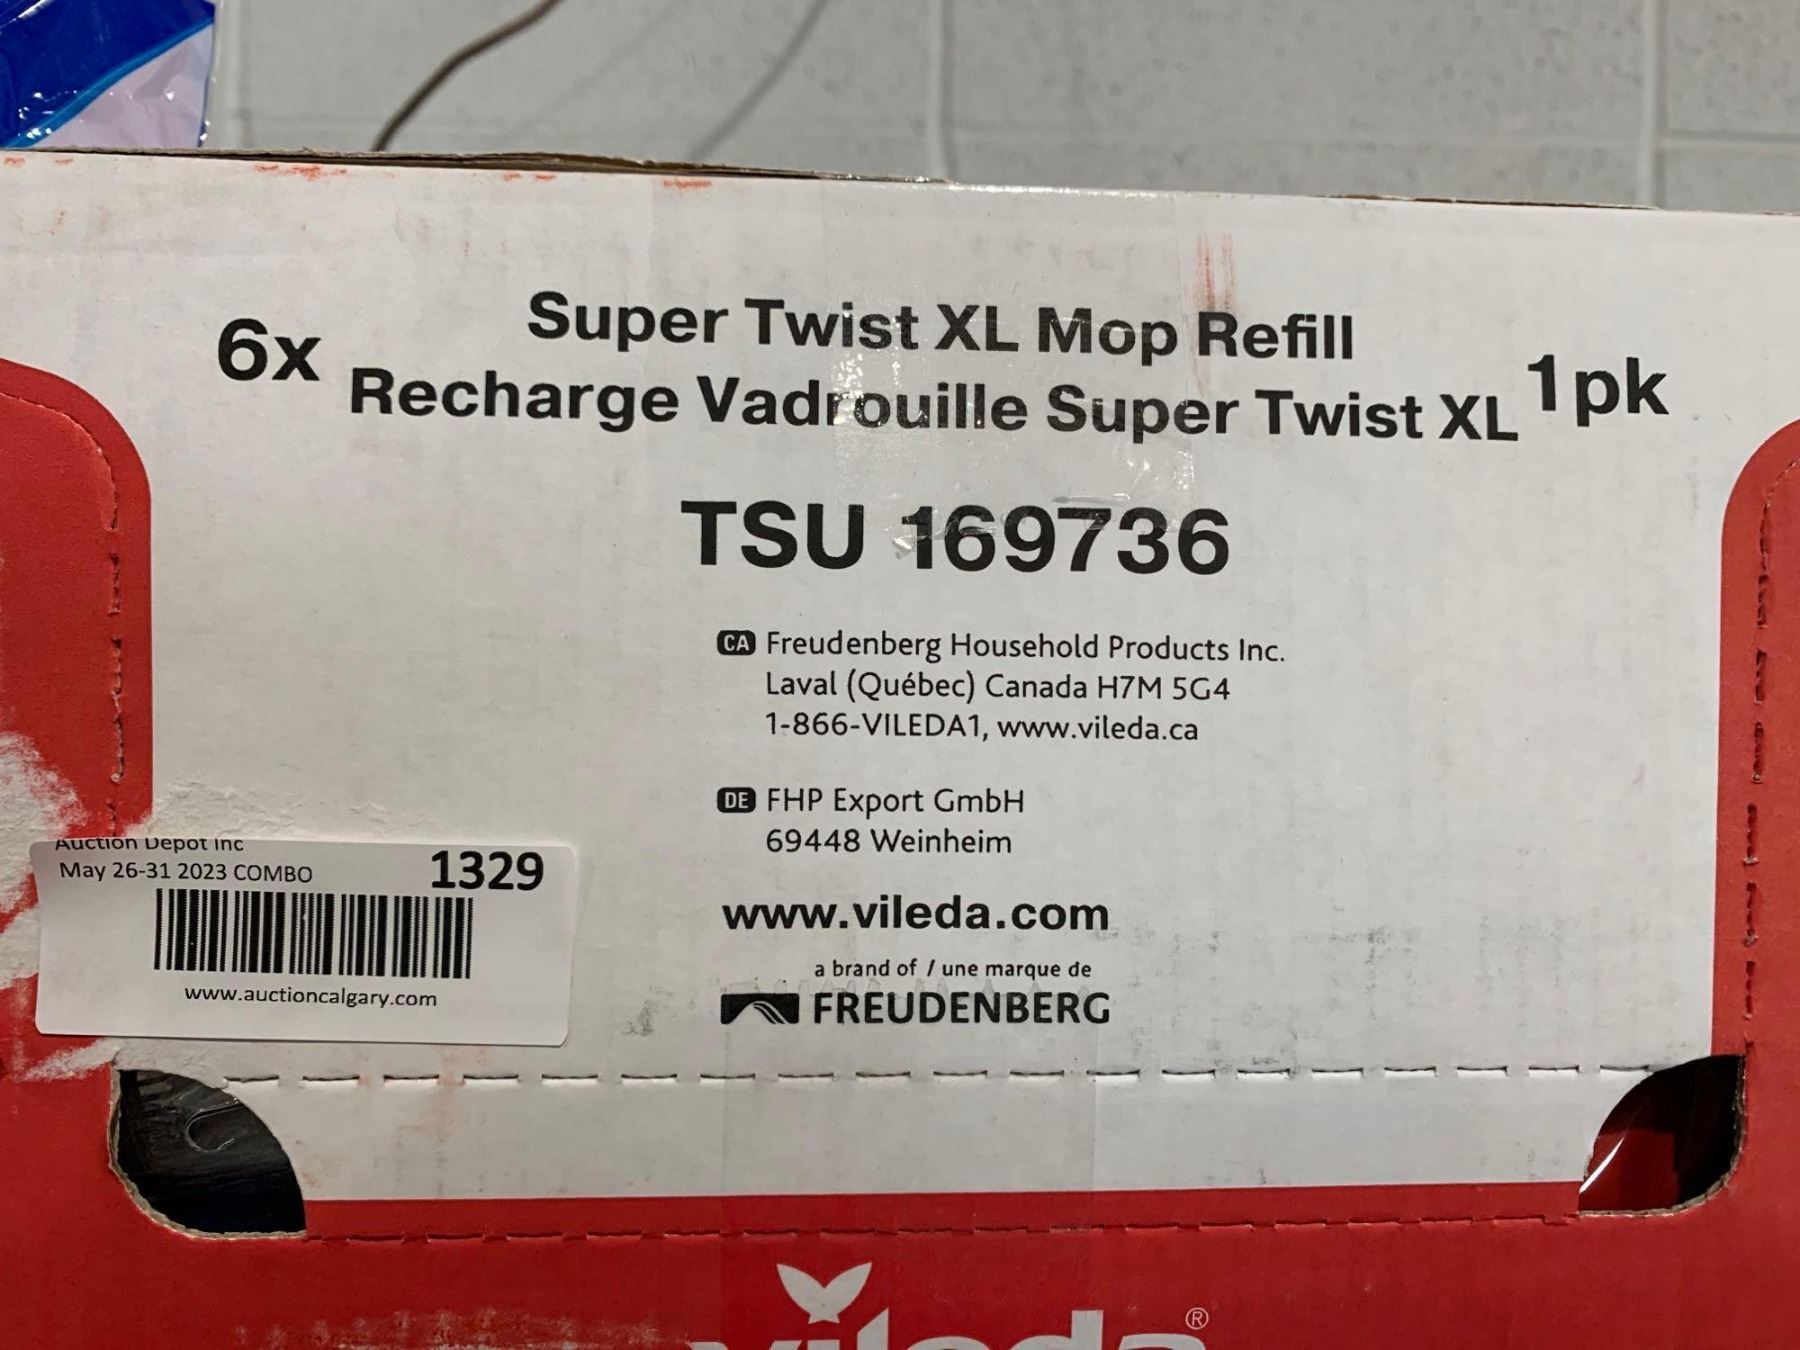 6x Super Twist XL Mop Refill 1pk
Recharge Vadrouille Super Twist XL
TSU 169736
CA Freudenberg Household Products Inc.
Laval (Québec) Canada H7M 5G4
1-866-VILEDA1, www.vileda.ca
DE FHP Export GmbH
69448 Weinheim
www.vileda.com
a brand of / une marque de
FREUDENBERG
Auction Depot Inc
May 26-31 2023 COMBO 1329
www.auctioncalgary.com
vileda®